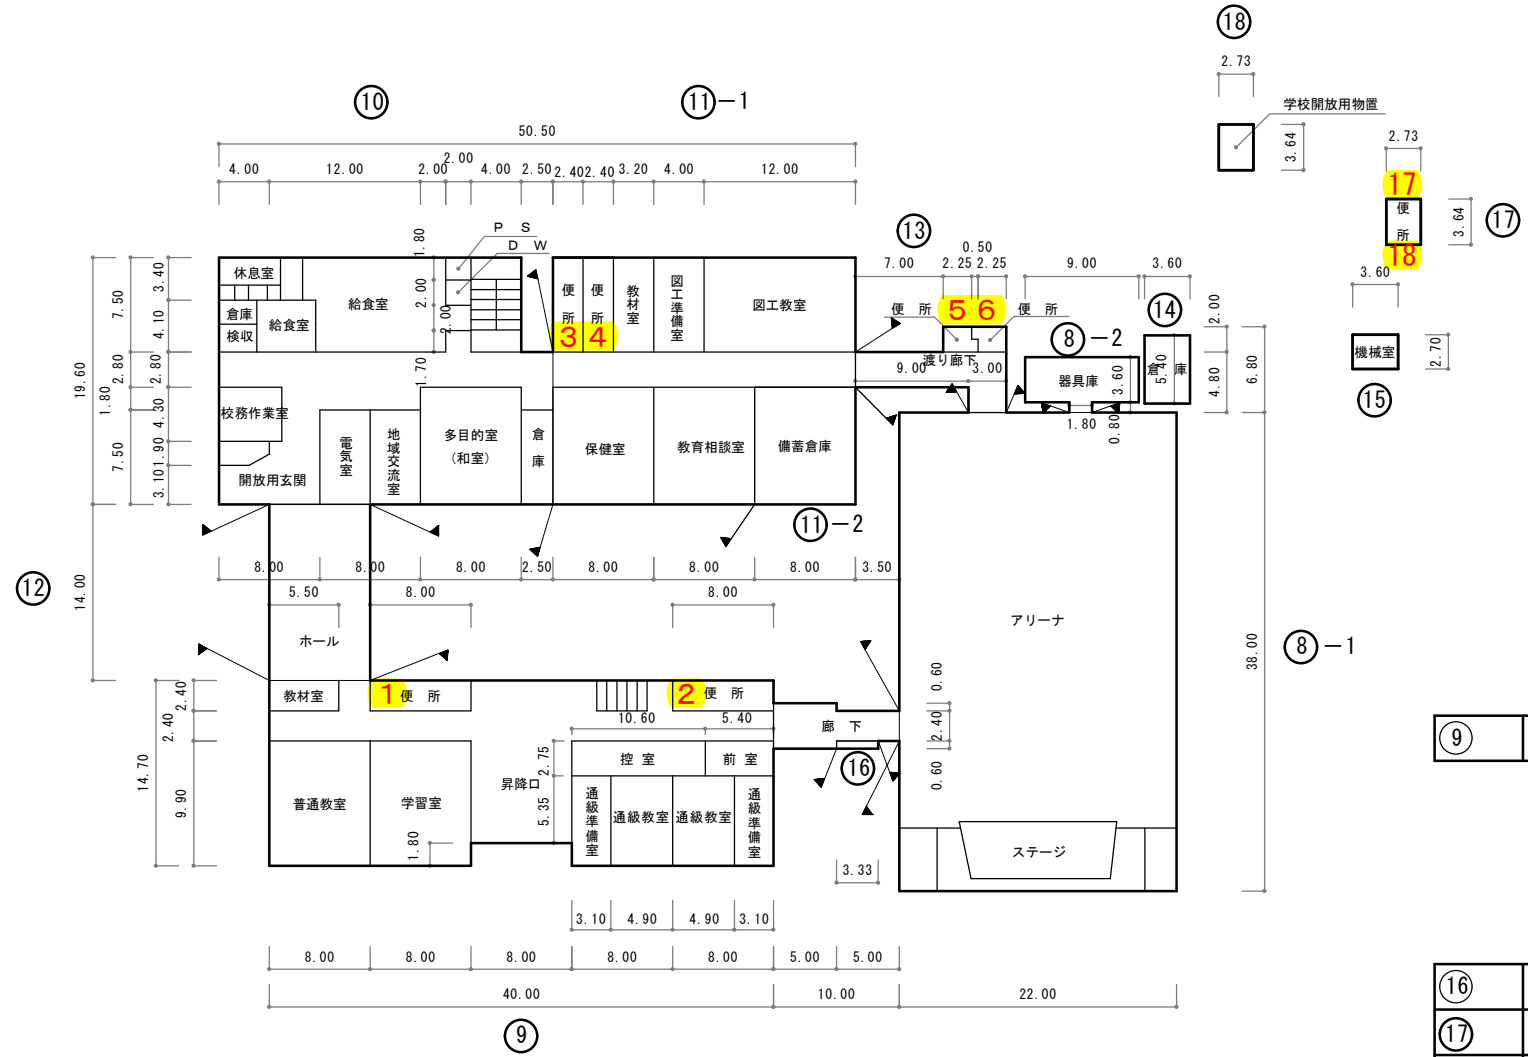 ⑱
2.73
学校開放用物置
3.64
⑩
⑪-1
50.50
4.00 12.00 2.00 2.00 4.00 2.50 2.40 2.40 3.20 4.00 12.00
2.73
17
便所
18
3.64
⑰
P S
D W
1.80
2.00
2.00
1.70
⑬
0.50
7.00 2.25 2.25 9.00 3.60
3.60
⑭
2.00
休息室
倉庫
検収
給食室
給食室
便所
3
便所
4
教材室
図工準備室
図工教室
便 所
5 6
便 所
渡り廊下
9.00 3.00
⑧-2
器具庫
3.60
倉庫
5.40
機械室
2.70
⑮
1.80
0.80
4.80
6.80
3.40
7.50
4.10
2.80
2.80
19.60
1.80
4.30
7.50
1.90
3.10
校務作業室
開放用玄関
電気室
地域交流室
多目的室
(和室)
倉庫
保健室
教育相談室
備蓄倉庫
⑪-2
8.00 8.00 8.00 2.50 8.00 8.00 8.00 3.50
⑫
14.00
5.50 8.00 8.00
ホール
アリーナ
38.00
⑧-1
教材室
1
便 所
2
便 所
2.40
2.40
14.70
9.90
10.60 5.40
廊 下
0.60
2.40
0.60
⑯
⑨
控 室
前 室
2.75
5.35
昇降口
普通教室
学習室
1.80
通級準備室
通級教室
通級教室
通級準備室
ステージ
3.33
3.10 4.90 4.90 3.10
8.00 8.00 8.00 8.00 8.00 5.00 5.00
40.00 10.00 22.00
⑨
⑯
⑰